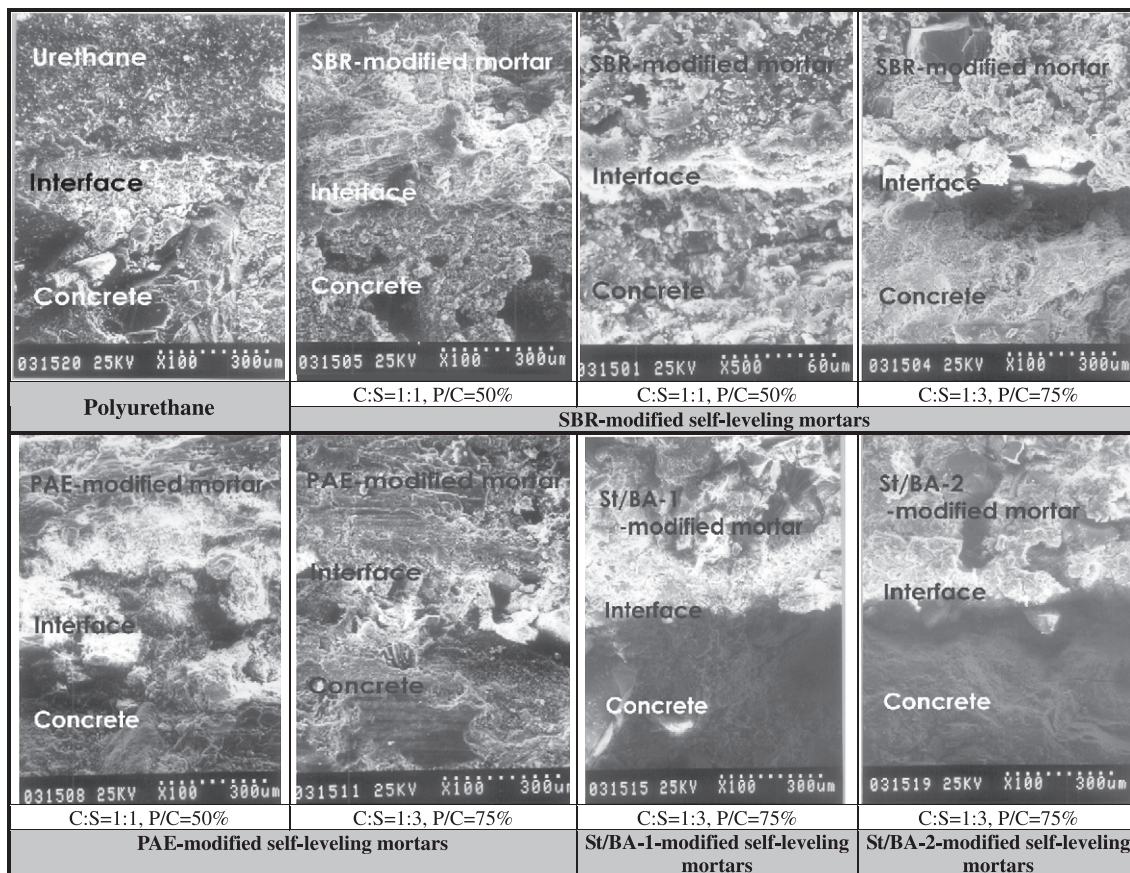 Urethane
Interface
Concrete
031520 25KV X100 300um
SBR-modified mortar
Interface
Concrete
031505 25KV X100 300um
SBR-modified mortar
Interface
Concrete
031501 25KV X500 60um
SBR-modified mortar
Interface
Concrete
031504 25KV X100 300um
Polyurethane
C:S=1:1, P/C=50%
C:S=1:1, P/C=50%
C:S=1:3, P/C=75%
SBR-modified self-leveling mortars
PAE-modified mortar
Interface
Concrete
031508 25KV X100 300um
PAE-modified mortar
Interface
Concrete
031511 25KV X100 300um
St/BA-1
-modified mortar
Interface
Concrete
031515 25KV X100 300um
St/BA-2
-modified mortar
Interface
Concrete
031519 25KV X100 300um
C:S=1:1, P/C=50%
C:S=1:3, P/C=75%
C:S=1:3, P/C=75%
C:S=1:3, P/C=75%
PAE-modified self-leveling mortars
St/BA-1-modified self-leveling
mortars
St/BA-2-modified self-leveling
mortars